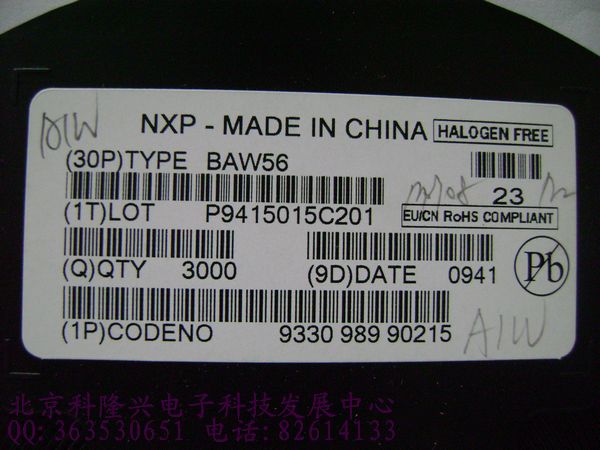 A1W
NXP - MADE IN CHINA HALOGEN FREE
(30P)TYPE BAW56
23
(1T)LOT P9415015C201 EU/CN RoHS COMPLIANT
(Q)QTY 3000 (9D)DATE 0941 Pb
(1P)CODENO 9330 989 90215 A1W
北京科隆兴电子科技发展中心
QQ: 363530651 电话: 82614133